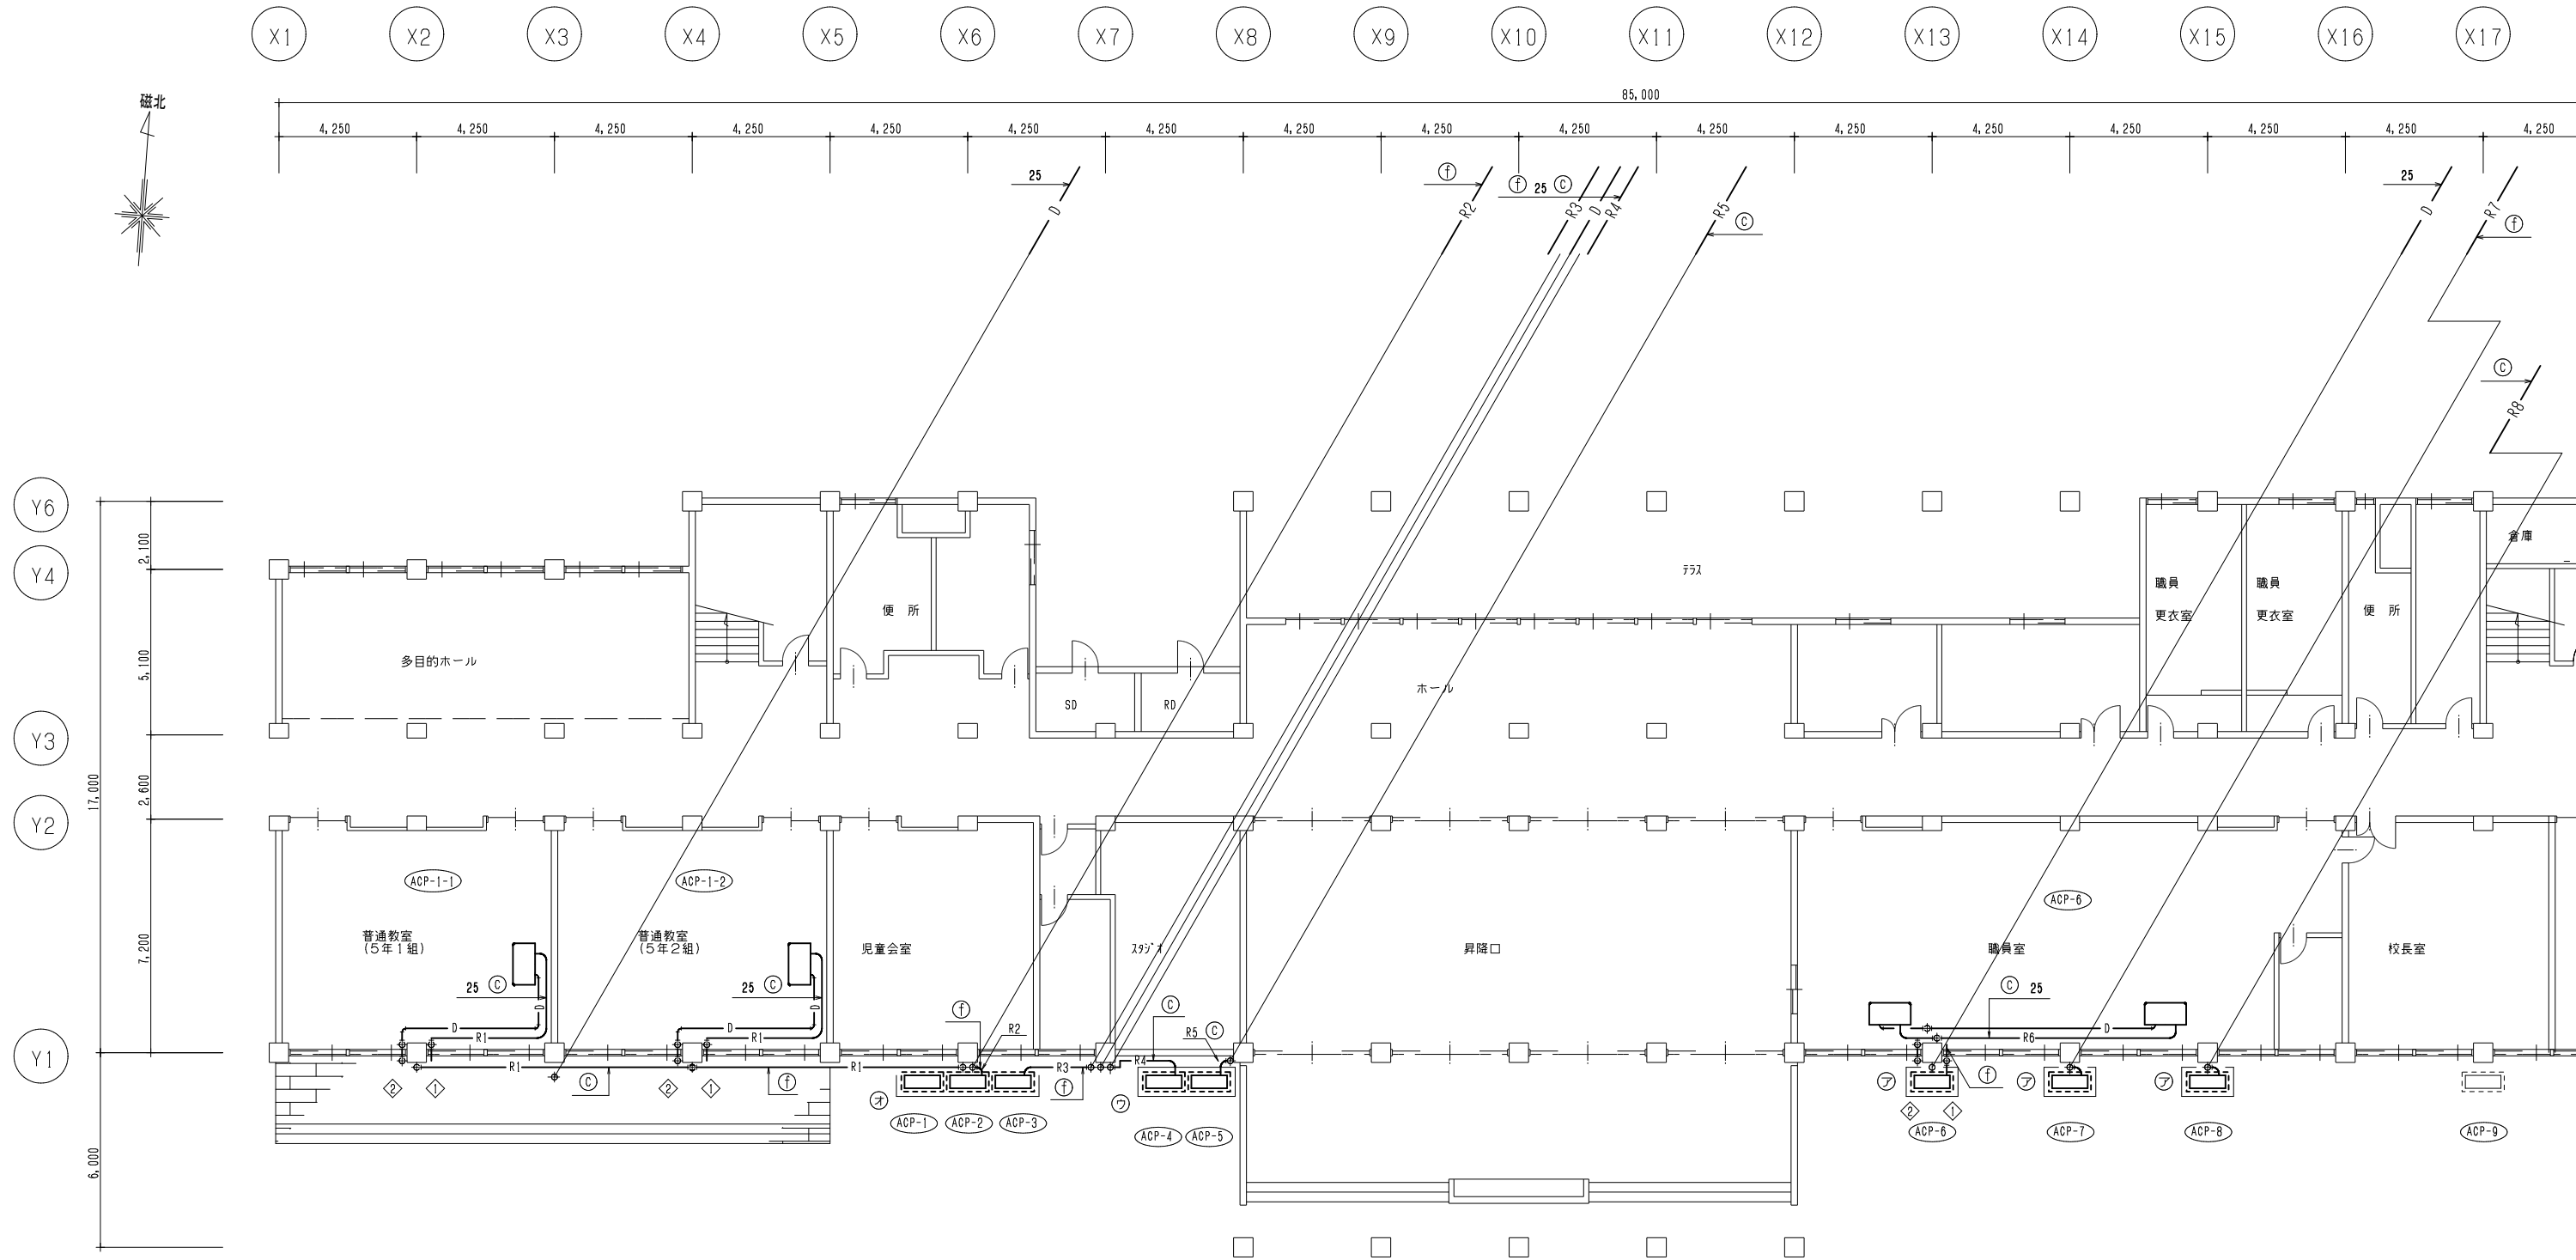 X1 X2 X3 X4 X5 X6 X7 X8 X9 X10 X11 X12 X13 X14 X15 X16 X17
磁北
85,000
4,250 4,250 4,250 4,250 4,250 4,250 4,250 4,250 4,250 4,250 4,250 4,250 4,250 4,250 4,250 4,250 4,250
25 f f 25 C 25
D R2 R3 D R4 R5 C D R7 f
C
R8
Y6
2,100
倉庫
Y4
テラス
職員 職員
更衣室 更衣室
便 所
便 所
5,100
多目的ホール
ホール
SD RD
Y3
17,000
2,600
Y2
ACP-1-1 ACP-1-2 ACP-6
7,200
普通教室
(5年1組)
普通教室
(5年2組)
児童会室
スタジオ
昇降口
職員室
校長室
25 C 25 C C 25
D D
f R2 C R5 C
D R1 D R1 D R6
Y1
R1 R1 R3 R4
C f f f
2 1 2 1 オ ウ ア ア ア
2 1
ACP-1 ACP-2 ACP-3 ACP-4 ACP-5 ACP-6 ACP-7 ACP-8 ACP-9
6,000